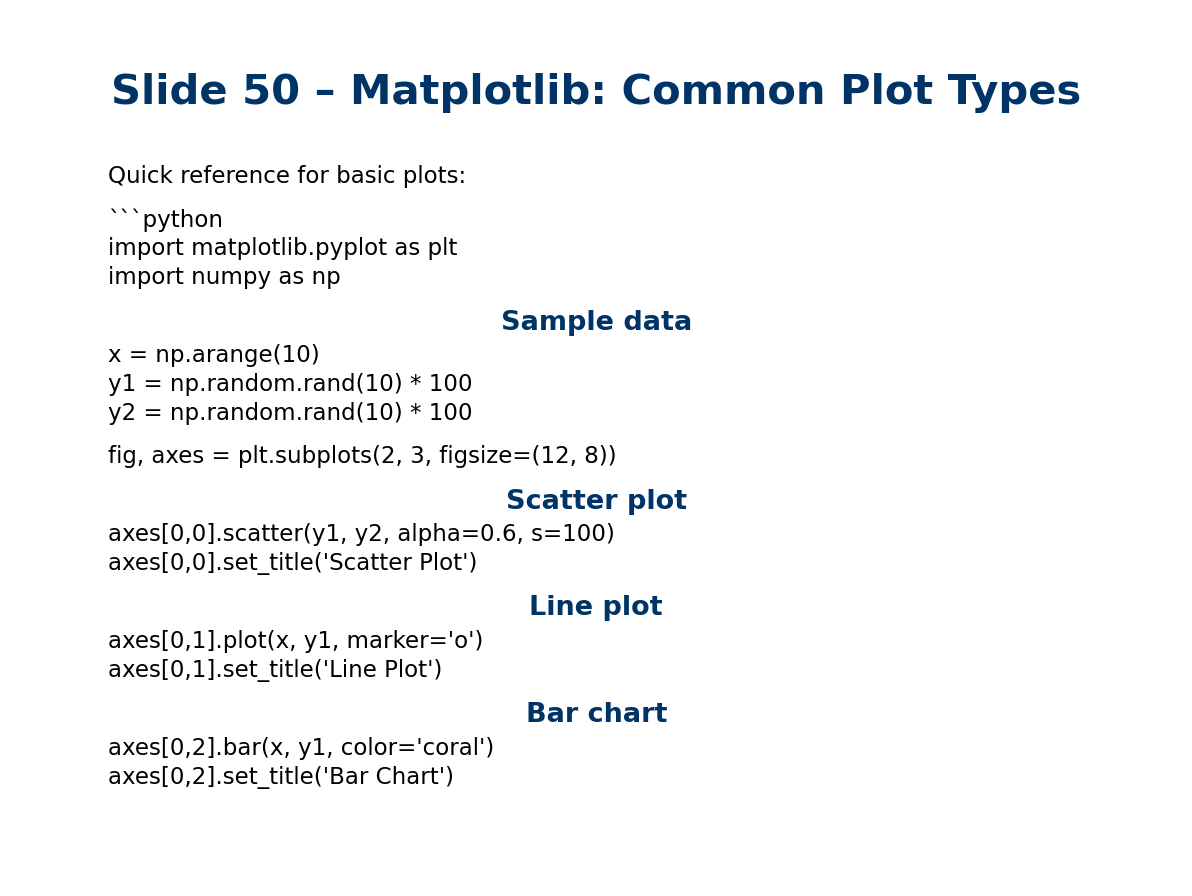 Slide 50 – Matplotlib: Common Plot Types
Quick reference for basic plots:
```python
import matplotlib.pyplot as plt
import numpy as np
Sample data
x = np.arange(10)
y1 = np.random.rand(10) * 100
y2 = np.random.rand(10) * 100
fig, axes = plt.subplots(2, 3, figsize=(12, 8))
Scatter plot
axes[0,0].scatter(y1, y2, alpha=0.6, s=100)
axes[0,0].set_title('Scatter Plot')
Line plot
axes[0,1].plot(x, y1, marker='o')
axes[0,1].set_title('Line Plot')
Bar chart
axes[0,2].bar(x, y1, color='coral')
axes[0,2].set_title('Bar Chart')